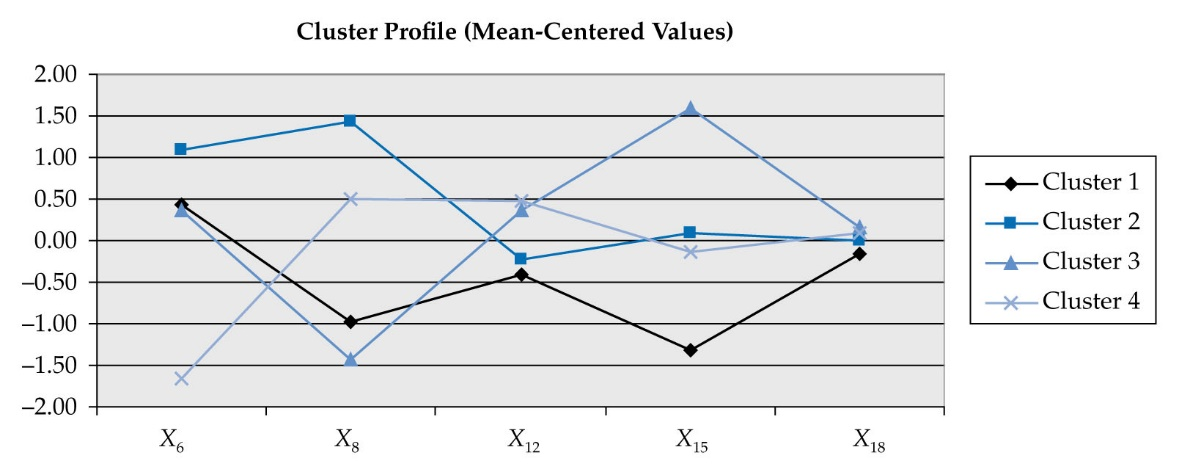 Cluster Profile (Mean-Centered Values)
2.00
1.50
1.00
0.50
0.00
–0.50
–1.00
–1.50
–2.00
X6 X8 X12 X15 X18
Cluster 1
Cluster 2
Cluster 3
Cluster 4